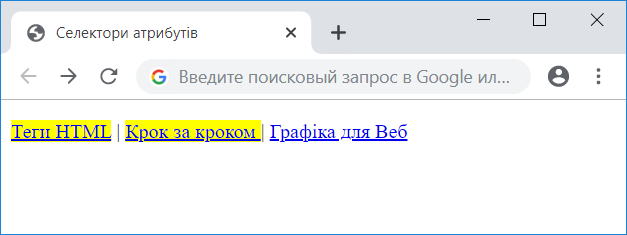 Селектори атрибутів
Введите поисковый запрос в Google ил...
Теги HTML | Крок за кроком | Графіка для Веб